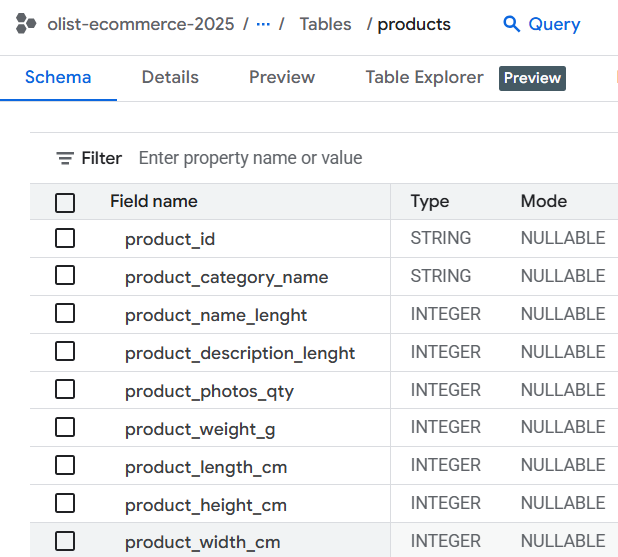 olist-ecommerce-2025 / ... / Tables / products Query
Schema Details Preview Table Explorer Preview
Filter Enter property name or value
Field name Type Mode
product_id STRING NULLABLE
product_category_name STRING NULLABLE
product_name_lenght INTEGER NULLABLE
product_description_lenght INTEGER NULLABLE
product_photos_qty INTEGER NULLABLE
product_weight_g INTEGER NULLABLE
product_length_cm INTEGER NULLABLE
product_height_cm INTEGER NULLABLE
product_width_cm INTEGER NULLABLE